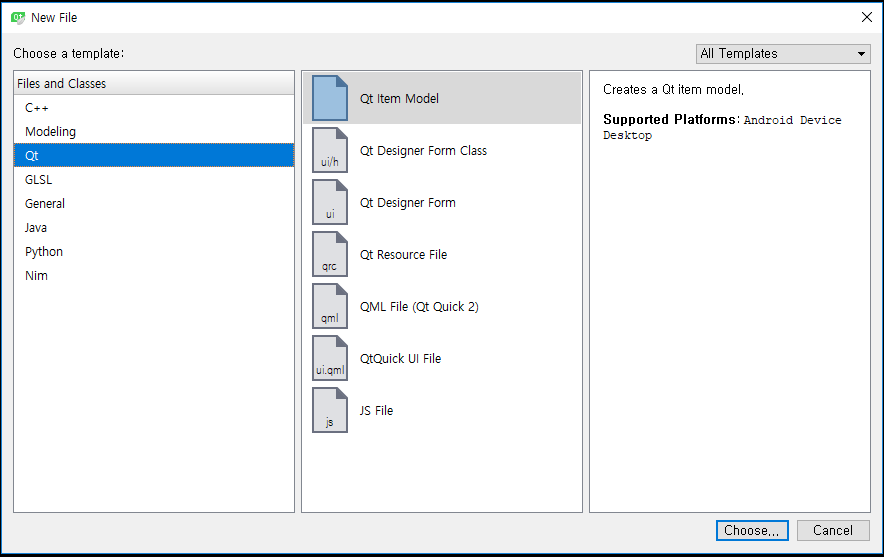 New File
Choose a template:
All Templates
Files and Classes
C++
Modeling
Qt
GLSL
General
Java
Python
Nim
Qt Item Model
ui/h
Qt Designer Form Class
ui
Qt Designer Form
qrc
Qt Resource File
qml
QML File (Qt Quick 2)
ui.qml
QtQuick UI File
js
JS File
Creates a Qt item model.
Supported Platforms: Android Device
Desktop
Choose...
Cancel